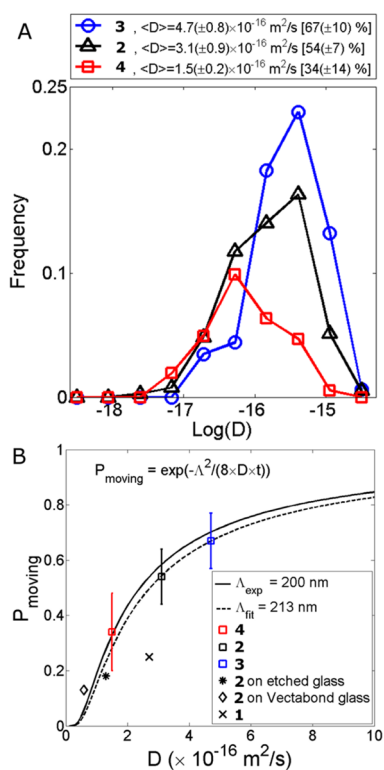 A
3 , <D>=4.7(±0.8)×10⁻¹⁶ m²/s [67(±10) %]
2 , <D>=3.1(±0.9)×10⁻¹⁶ m²/s [54(±7) %]
4 , <D>=1.5(±0.2)×10⁻¹⁶ m²/s [34(±14) %]
0.25
0.2
0.1
0
Frequency
-18 -17 -16 -15
Log(D)
B
P_moving = exp(-Λ²/(8×D×t))
1
0.8
0.6
0.4
0.2
0
P_moving
Λ_exp = 200 nm
Λ_fit = 213 nm
4
2
3
2 on etched glass
2 on Vectabond glass
1
0 2 4 6 8 10
D (× 10⁻¹⁶ m²/s)